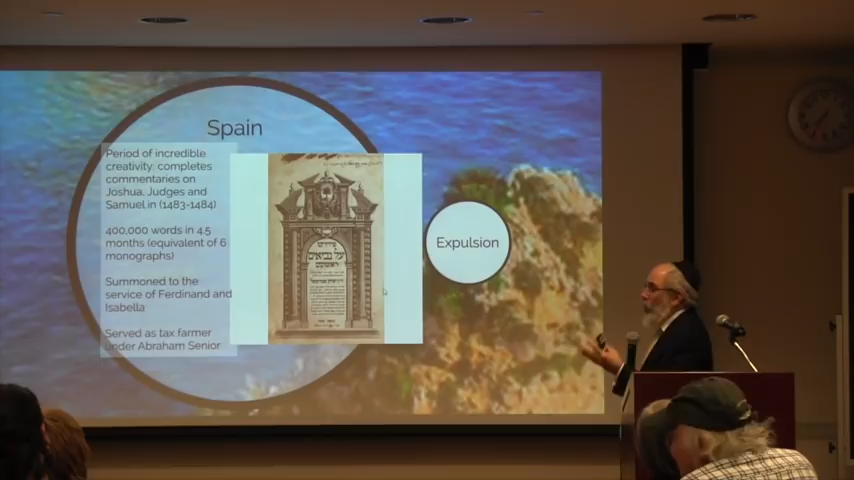 Spain
Period of incredible
creativity: completes
commentaries on
Joshua, Judges and
Samuel in (1483-1484)
400,000 words in 4.5
months (equivalent of 6
monographs)
Summoned to the
service of Ferdinand and
Isabella
Served as tax farmer
under Abraham Senior
על נביאים
Expulsion